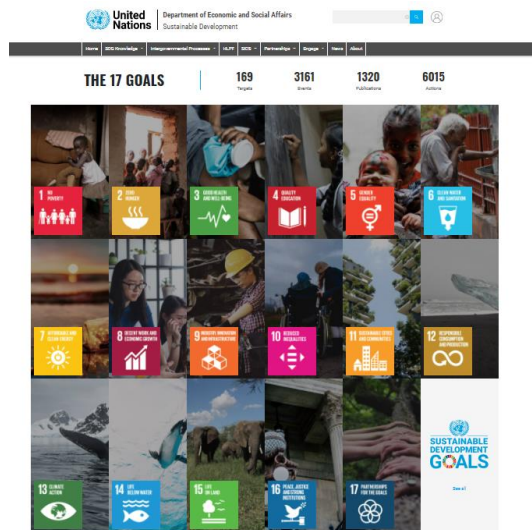 United
Nations
Department of Economic and Social Affairs
Sustainable Development
Home SDG Knowledge Intergovernmental Processes HLPF SIDS Partnerships Engage News About
THE 17 GOALS
169 3161 1320 6015
Targets Events Publications Actions
1 NO
POVERTY
2 ZERO
HUNGER
3 GOOD HEALTH
AND WELL-BEING
4 QUALITY
EDUCATION
5 GENDER
EQUALITY
6 CLEAN WATER
AND SANITATION
7 AFFORDABLE AND
CLEAN ENERGY
8 DECENT WORK AND
ECONOMIC GROWTH
9 INDUSTRY, INNOVATION
AND INFRASTRUCTURE
10 REDUCED
INEQUALITIES
11 SUSTAINABLE CITIES
AND COMMUNITIES
12 RESPONSIBLE
CONSUMPTION
AND PRODUCTION
13 CLIMATE
ACTION
14 LIFE
BELOW WATER
15 LIFE
ON LAND
16 PEACE, JUSTICE
AND STRONG
INSTITUTIONS
17 PARTNERSHIPS
FOR THE GOALS
SUSTAINABLE
DEVELOPMENT
GOALS
See all